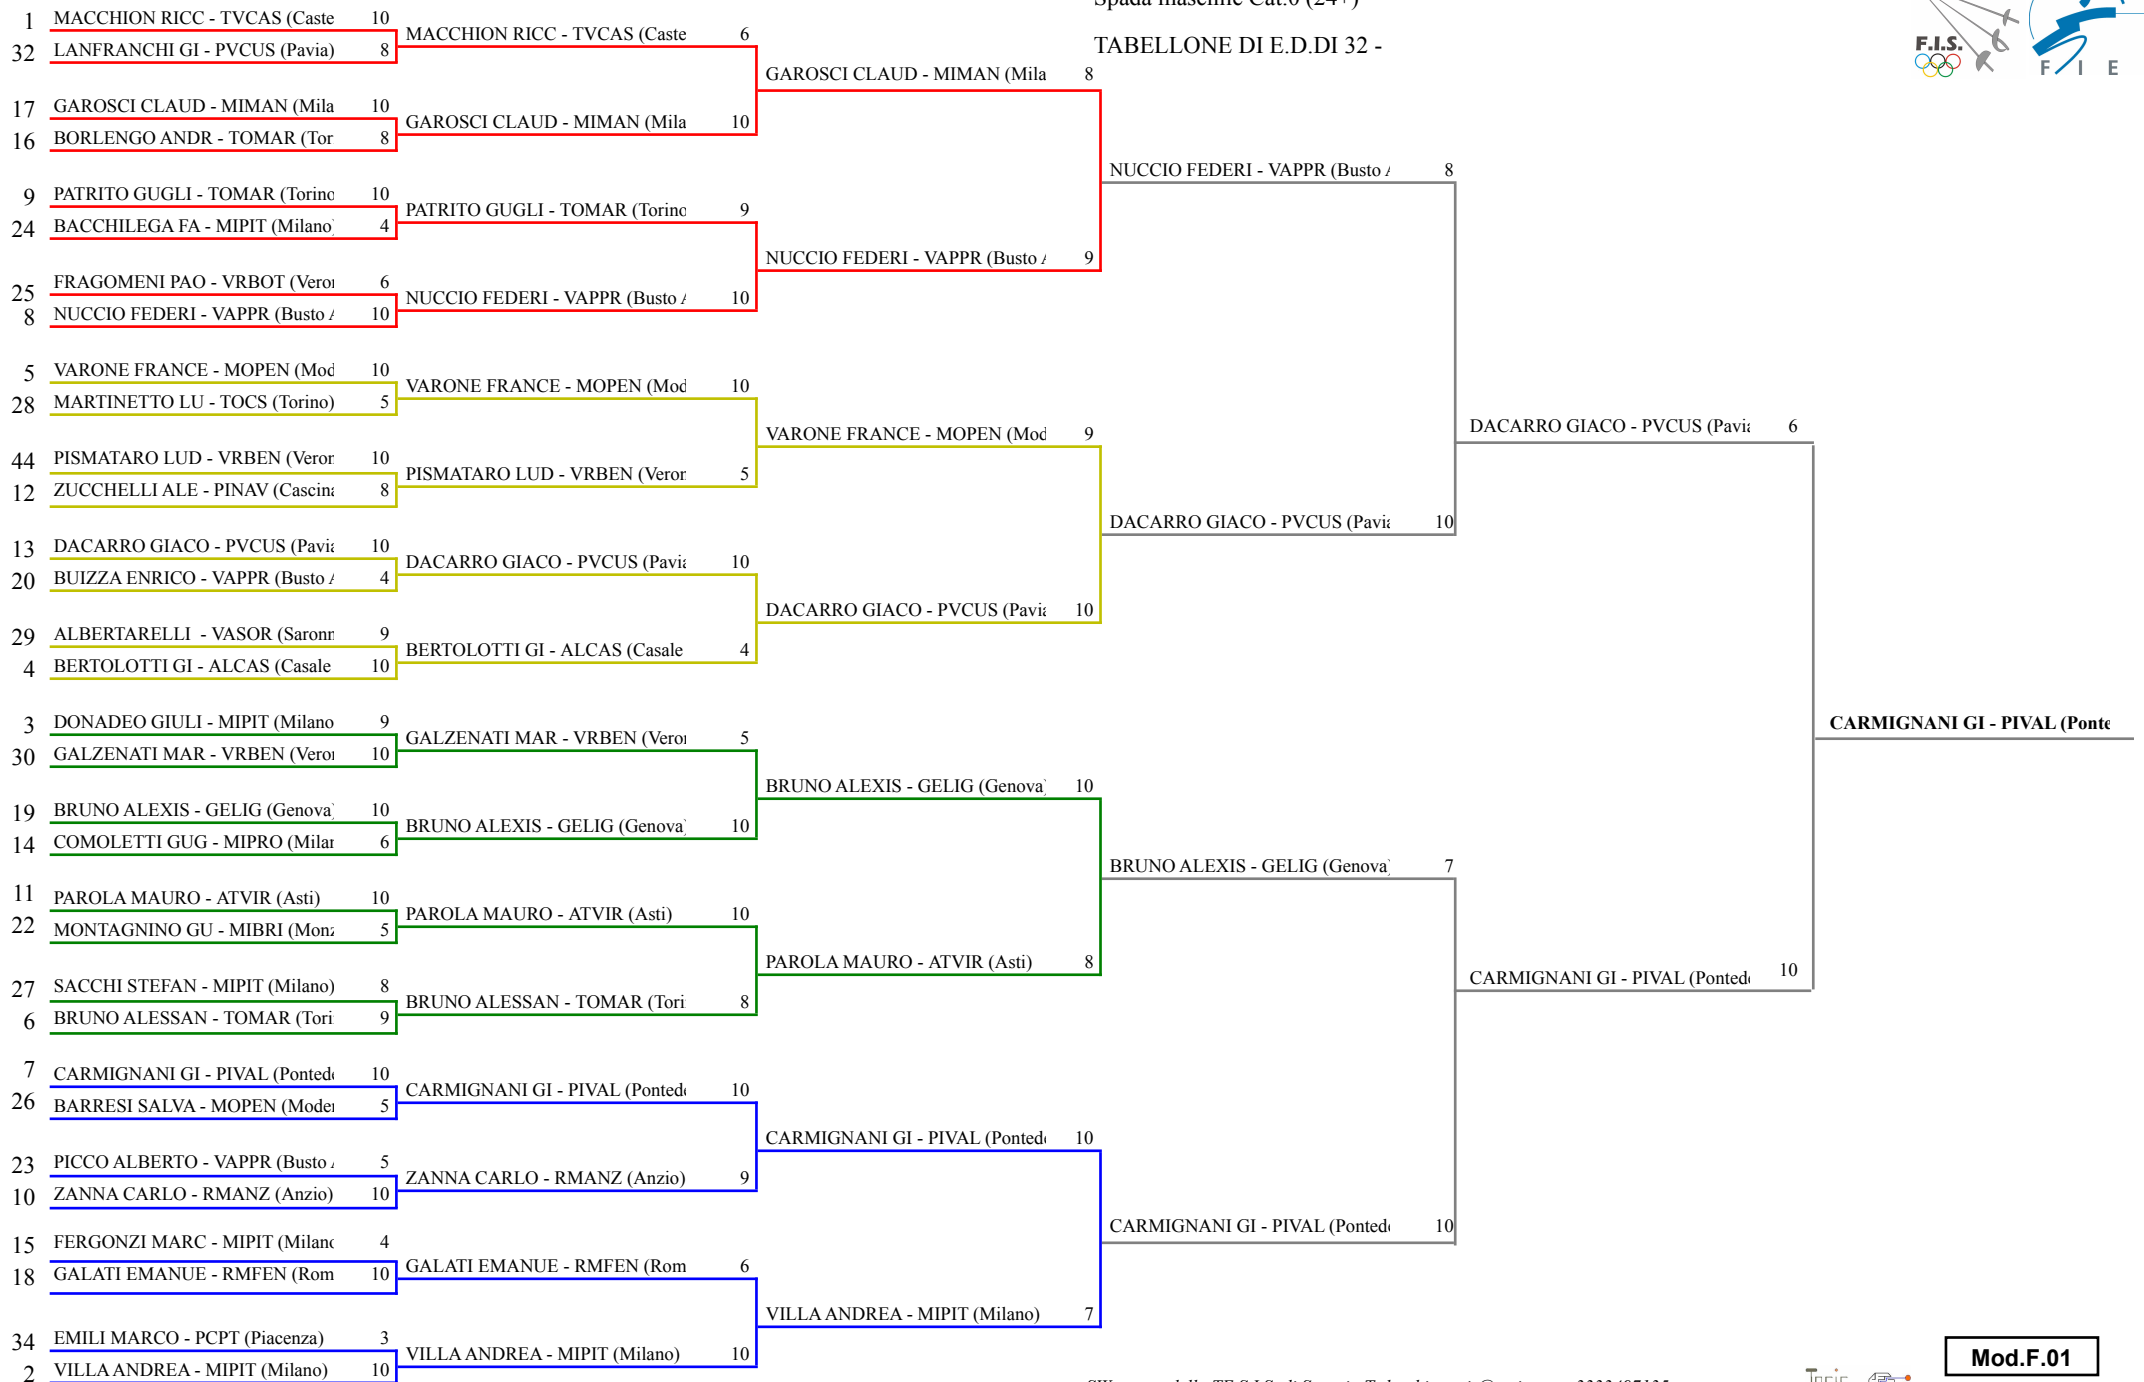 Spada maschile Cat.0 (24+)
TABELLONE DI E.D.DI 32 -
F.I.S.
F I E
1 MACCHION RICC - TVCAS (Caste 10
32 LANFRANCHI GI - PVCUS (Pavia) 8
17 GAROSCI CLAUD - MIMAN (Mila 10
16 BORLENGO ANDR - TOMAR (Tor 8
9 PATRITO GUGLI - TOMAR (Torino 10
24 BACCHILEGA FA - MIPIT (Milano) 4
25 FRAGOMENI PAO - VRBOT (Vero 6
8 NUCCIO FEDERI - VAPPR (Busto 10
5 VARONE FRANCE - MOPEN (Mod 10
28 MARTINETTO LU - TOCS (Torino) 5
44 PISMATARO LUD - VRBEN (Veron 10
12 ZUCCHELLI ALE - PINAV (Cascina 8
13 DACARRO GIACO - PVCUS (Pavia 10
20 BUIZZA ENRICO - VAPPR (Busto A 4
29 ALBERTARELLI - VASOR (Saronn 9
4 BERTOLOTTI GI - ALCAS (Casale 10
3 DONADEO GIULI - MIPIT (Milano 9
30 GALZENATI MAR - VRBEN (Vero 10
19 BRUNO ALEXIS - GELIG (Genova) 10
14 COMOLETTI GUG - MIPRO (Milan 6
11 PAROLA MAURO - ATVIR (Asti) 10
22 MONTAGNINO GU - MIBRI (Monz 5
27 SACCHI STEFAN - MIPIT (Milano) 8
6 BRUNO ALESSAN - TOMAR (Tori 9
7 CARMIGNANI GI - PIVAL (Pontede 10
26 BARRESI SALVA - MOPEN (Moder 5
23 PICCO ALBERTO - VAPPR (Busto 5
10 ZANNA CARLO - RMANZ (Anzio) 10
15 FERGONZI MARC - MIPIT (Milano 4
18 GALATI EMANUE - RMFEN (Rom 10
34 EMILI MARCO - PCPT (Piacenza) 3
2 VILLA ANDREA - MIPIT (Milano) 10
MACCHION RICC - TVCAS (Caste 6
GAROSCI CLAUD - MIMAN (Mila 10
PATRITO GUGLI - TOMAR (Torino 9
NUCCIO FEDERI - VAPPR (Busto A 10
VARONE FRANCE - MOPEN (Mod 10
PISMATARO LUD - VRBEN (Veron 5
DACARRO GIACO - PVCUS (Pavia 10
BERTOLOTTI GI - ALCAS (Casale 4
GALZENATI MAR - VRBEN (Vero 5
BRUNO ALEXIS - GELIG (Genova) 10
PAROLA MAURO - ATVIR (Asti) 10
BRUNO ALESSAN - TOMAR (Tori 8
CARMIGNANI GI - PIVAL (Pontede 10
ZANNA CARLO - RMANZ (Anzio) 9
GALATI EMANUE - RMFEN (Rom 6
VILLA ANDREA - MIPIT (Milano) 10
GAROSCI CLAUD - MIMAN (Mila 8
NUCCIO FEDERI - VAPPR (Busto A 9
VARONE FRANCE - MOPEN (Mod 9
DACARRO GIACO - PVCUS (Pavia 10
BRUNO ALEXIS - GELIG (Genova) 10
PAROLA MAURO - ATVIR (Asti) 8
CARMIGNANI GI - PIVAL (Pontede 10
VILLA ANDREA - MIPIT (Milano) 7
NUCCIO FEDERI - VAPPR (Busto A 8
DACARRO GIACO - PVCUS (Pavia 10
BRUNO ALEXIS - GELIG (Genova) 7
CARMIGNANI GI - PIVAL (Pontede 10
DACARRO GIACO - PVCUS (Pavia 6
CARMIGNANI GI - PIVAL (Pontede 10
CARMIGNANI GI - PIVAL (Ponte
Mod.F.01